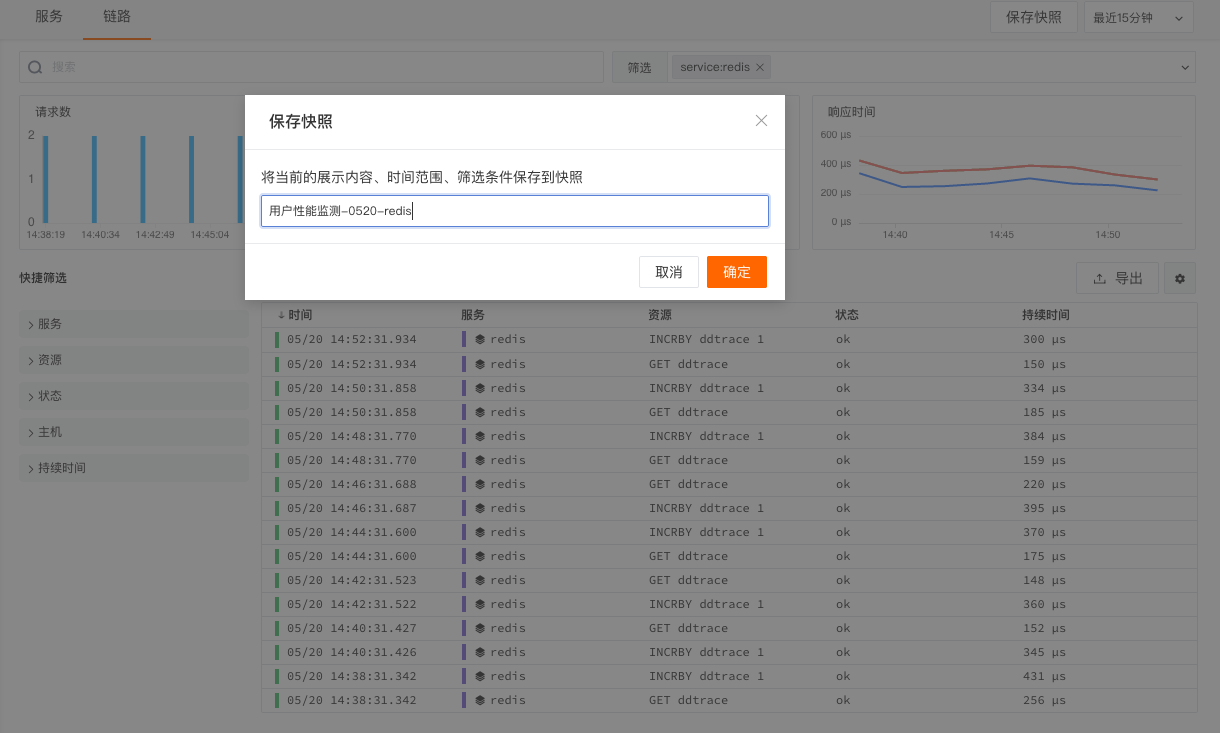 服务 链路 保存快照 最近15分钟
搜索 筛选 service:redis
请求数
2
1
0
14:38:19 14:40:34 14:42:49 14:45:04
响应时间
600 µs
400 µs
200 µs
0 µs
14:40 14:45 14:50
保存快照
将当前的展示内容、时间范围、筛选条件保存到快照
用户性能监测-0520-redis
取消 确定
快捷筛选
导出
服务
资源
状态
主机
持续时间
时间 服务 资源 状态 持续时间
05/20 14:52:31.934 redis INCRBY ddtrace 1 ok 300 µs
05/20 14:52:31.934 redis GET ddtrace ok 150 µs
05/20 14:50:31.858 redis INCRBY ddtrace 1 ok 334 µs
05/20 14:50:31.858 redis GET ddtrace ok 185 µs
05/20 14:48:31.770 redis INCRBY ddtrace 1 ok 384 µs
05/20 14:48:31.770 redis GET ddtrace ok 159 µs
05/20 14:46:31.688 redis GET ddtrace ok 220 µs
05/20 14:46:31.687 redis INCRBY ddtrace 1 ok 395 µs
05/20 14:44:31.600 redis INCRBY ddtrace 1 ok 370 µs
05/20 14:44:31.600 redis GET ddtrace ok 175 µs
05/20 14:42:31.523 redis GET ddtrace ok 148 µs
05/20 14:42:31.522 redis INCRBY ddtrace 1 ok 360 µs
05/20 14:40:31.427 redis GET ddtrace ok 152 µs
05/20 14:40:31.426 redis INCRBY ddtrace 1 ok 345 µs
05/20 14:38:31.342 redis INCRBY ddtrace 1 ok 431 µs
05/20 14:38:31.342 redis GET ddtrace ok 256 µs